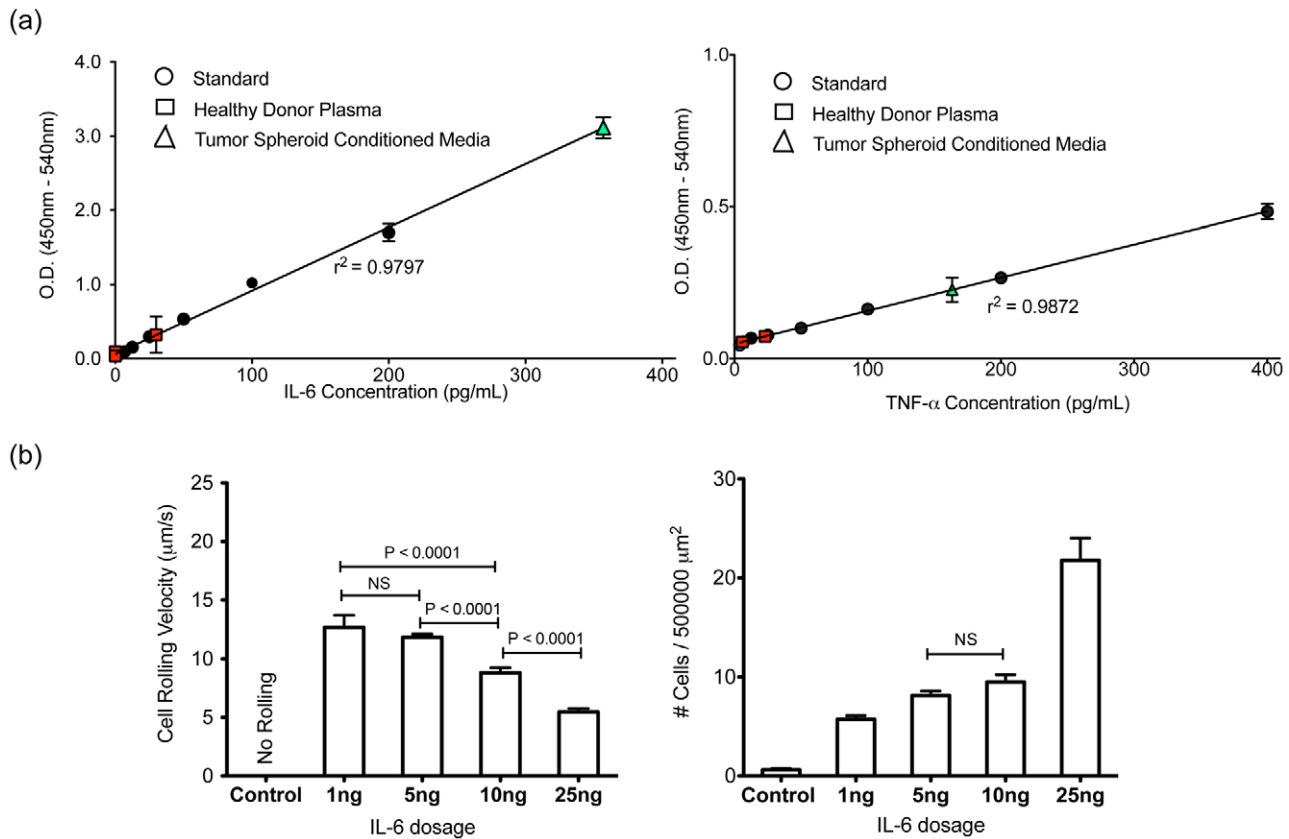 (a)
4.0
3.0
2.0
1.0
0.0
O.D. (450nm - 540nm)
Standard
Healthy Donor Plasma
Tumor Spheroid Conditioned Media
r2 = 0.9797
0 100 200 300 400
IL-6 Concentration (pg/mL)
1.0
0.5
0.0
O.D. (450nm - 540nm)
Standard
Healthy Donor Plasma
Tumor Spheroid Conditioned Media
r2 = 0.9872
0 100 200 300 400
TNF-α Concentration (pg/mL)
(b)
25
20
15
10
5
0
Cell Rolling Velocity (μm/s)
P < 0.0001
NS
P < 0.0001
P < 0.0001
No Rolling
Control 1ng 5ng 10ng 25ng
IL-6 dosage
30
20
10
0
# Cells / 500000 μm2
NS
Control 1ng 5ng 10ng 25ng
IL-6 dosage